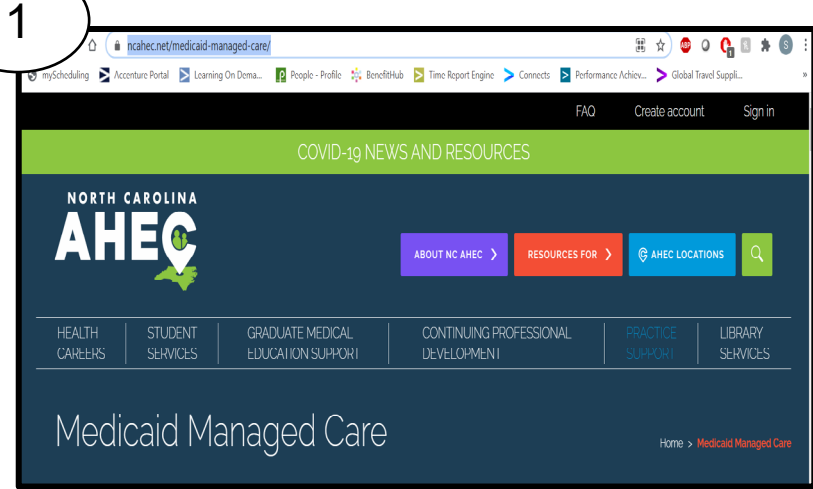 1
ncahec.net/medicaid-managed-care/
ABP
S
myScheduling Accenture Portal Learning On Dema... People - Profile BenefitHub Time Report Engine Connects Performance Achiev... Global Travel Suppli... »
FAQ Create account Sign in
COVID-19 NEWS AND RESOURCES
NORTH CAROLINA
AHEC
ABOUT NC AHEC > RESOURCES FOR > AHEC LOCATIONS
HEALTH STUDENT GRADUATE MEDICAL CONTINUING PROFESSIONAL PRACTICE LIBRARY
CAREERS SERVICES EDUCATION SUPPORT DEVELOPMENT SUPPORT SERVICES
Medicaid Managed Care
Home > Medicaid Managed Care